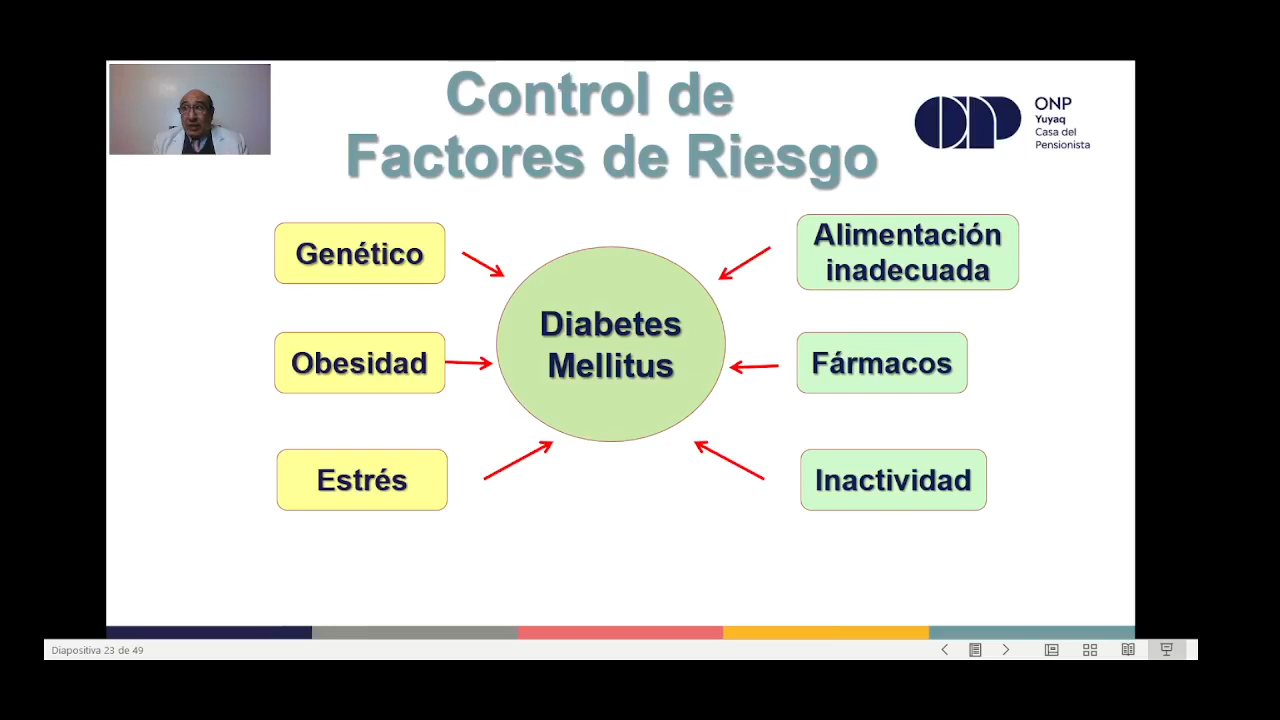 Control de
Factores de Riesgo
ONP
ONP
Yuyaq
Casa del
Pensionista
Genético
Obesidad
Estrés
Diabetes
Mellitus
Alimentación
inadecuada
Fármacos
Inactividad
Diapositiva 23 de 49